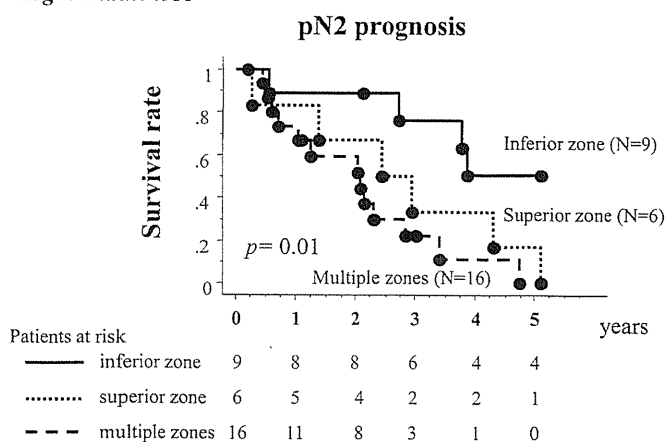 pN2 prognosis
Survival rate
1
.8
.6
.4
.2
0
Inferior zone (N=9)
Superior zone (N=6)
Multiple zones (N=16)
p= 0.01
0 1 2 3 4 5 years
Patients at risk
inferior zone 9 8 8 6 4 4
superior zone 6 5 4 2 2 1
multiple zones 16 11 8 3 1 0